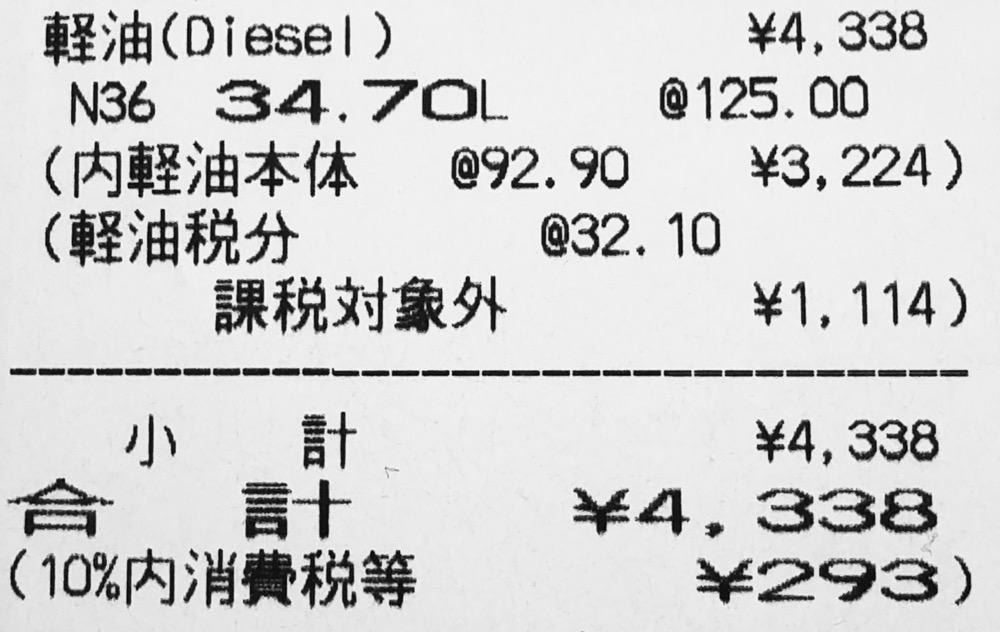 軽油(Diesel) ¥4,338
N36 34.70L @125.00
(内軽油本体 @92.90 ¥3,224)
(軽油税分 @32.10
課税対象外 ¥1,114)
小 計 ¥4,338
合 計 ¥4,338
(10%内消費税等 ¥293)